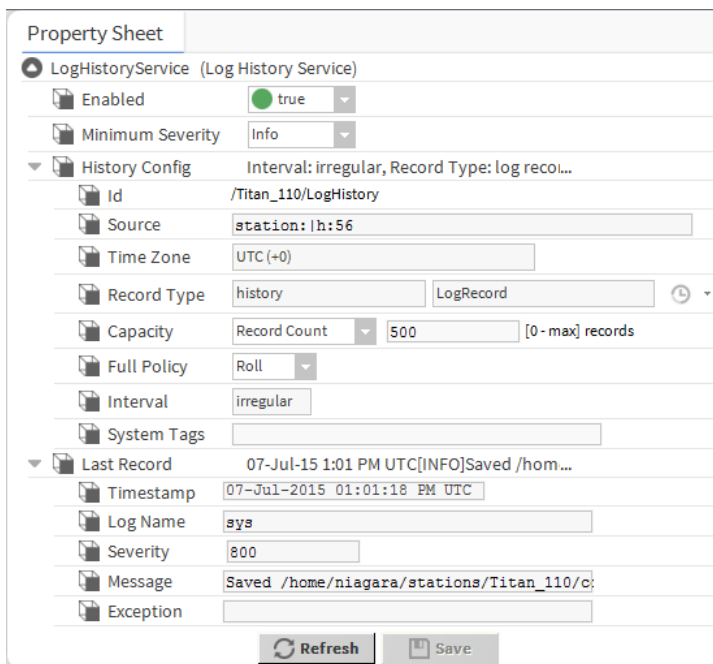 Property Sheet
LogHistoryService (Log History Service)
Enabled true
Minimum Severity Info
History Config Interval: irregular, Record Type: log recor...
Id /Titan_110/LogHistory
Source station:|h:56
Time Zone UTC (+0)
Record Type history LogRecord
Capacity Record Count 500 [0 - max] records
Full Policy Roll
Interval irregular
System Tags
Last Record 07-Jul-15 1:01 PM UTC[INFO]Saved /hom...
Timestamp 07-Jul-2015 01:01:18 PM UTC
Log Name sys
Severity 800
Message Saved /home/niagara/stations/Titan_110/co
Exception
Refresh Save